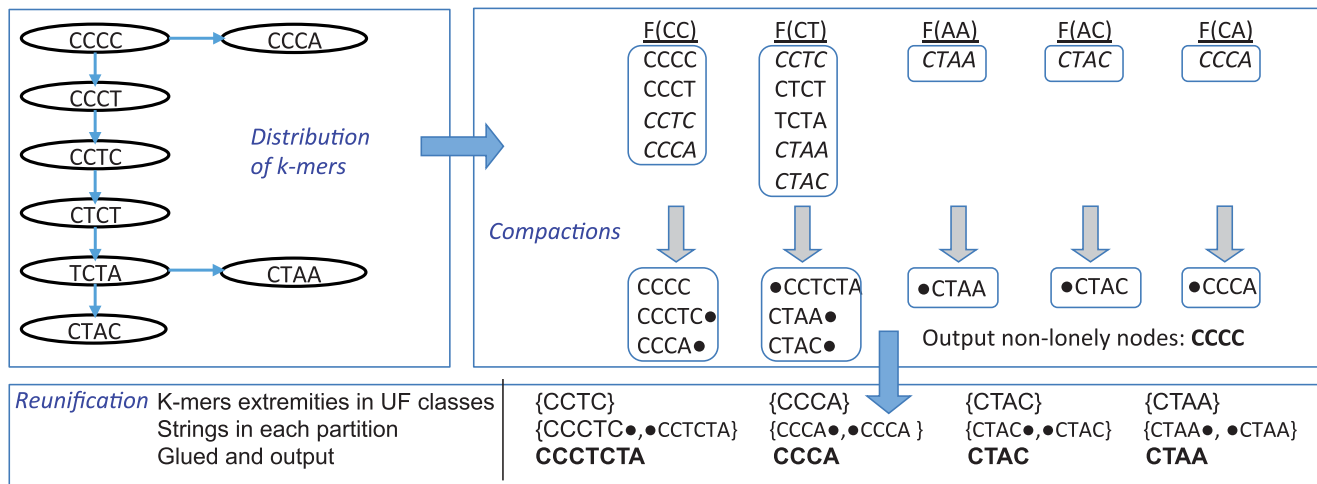 CCCC CCCA
CCCT
CCTC
CTCT
TCTA CTAA
CTAC
Distribution
of k-mers
F(CC) F(CT) F(AA) F(AC) F(CA)
CCCC CCTC CTAA CTAC CCCA
CCCT CTCT
CCTC TCTA
CCCA CTAA
CTAC
Compactions
CCCC ●CCTCTA ●CTAA ●CTAC ●CCCA
CCCTC● CTAA●
CCCA● CTAC●
Output non-lonely nodes: CCCC
Reunification K-mers extremities in UF classes {CCTC} {CCCA} {CTAC} {CTAA}
Strings in each partition {CCCTC●,●CCTCTA} {CCCA●,●CCCA } {CTAC●,●CTAC} {CTAA●, ●CTAA}
Glued and output CCCTCTA CCCA CTAC CTAA